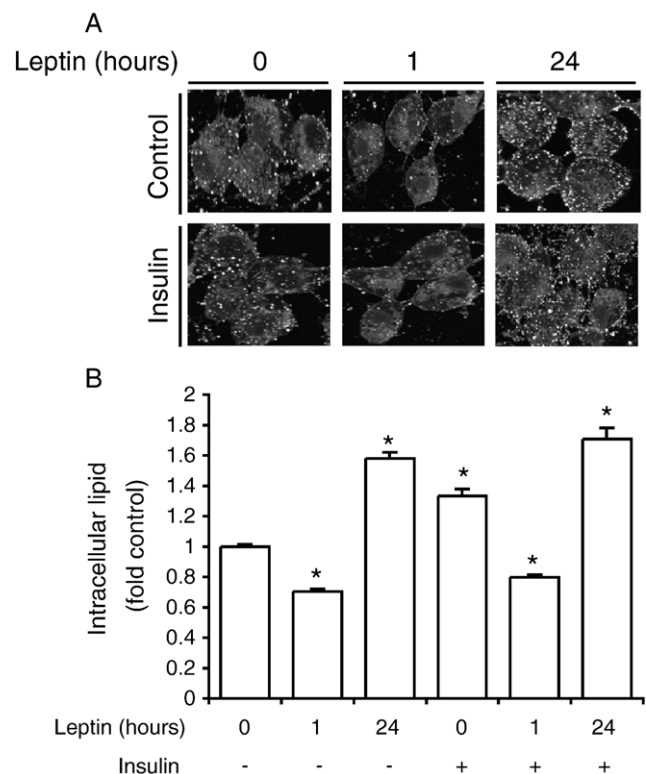 A
Leptin (hours) 0 1 24
Control
Insulin
B
Intracellular lipid
(fold control)
2
1.8
1.6
1.4
1.2
1
0.8
0.6
0.4
0.2
0
* * * * *
Leptin (hours) 0 1 24 0 1 24
Insulin - - - + + +